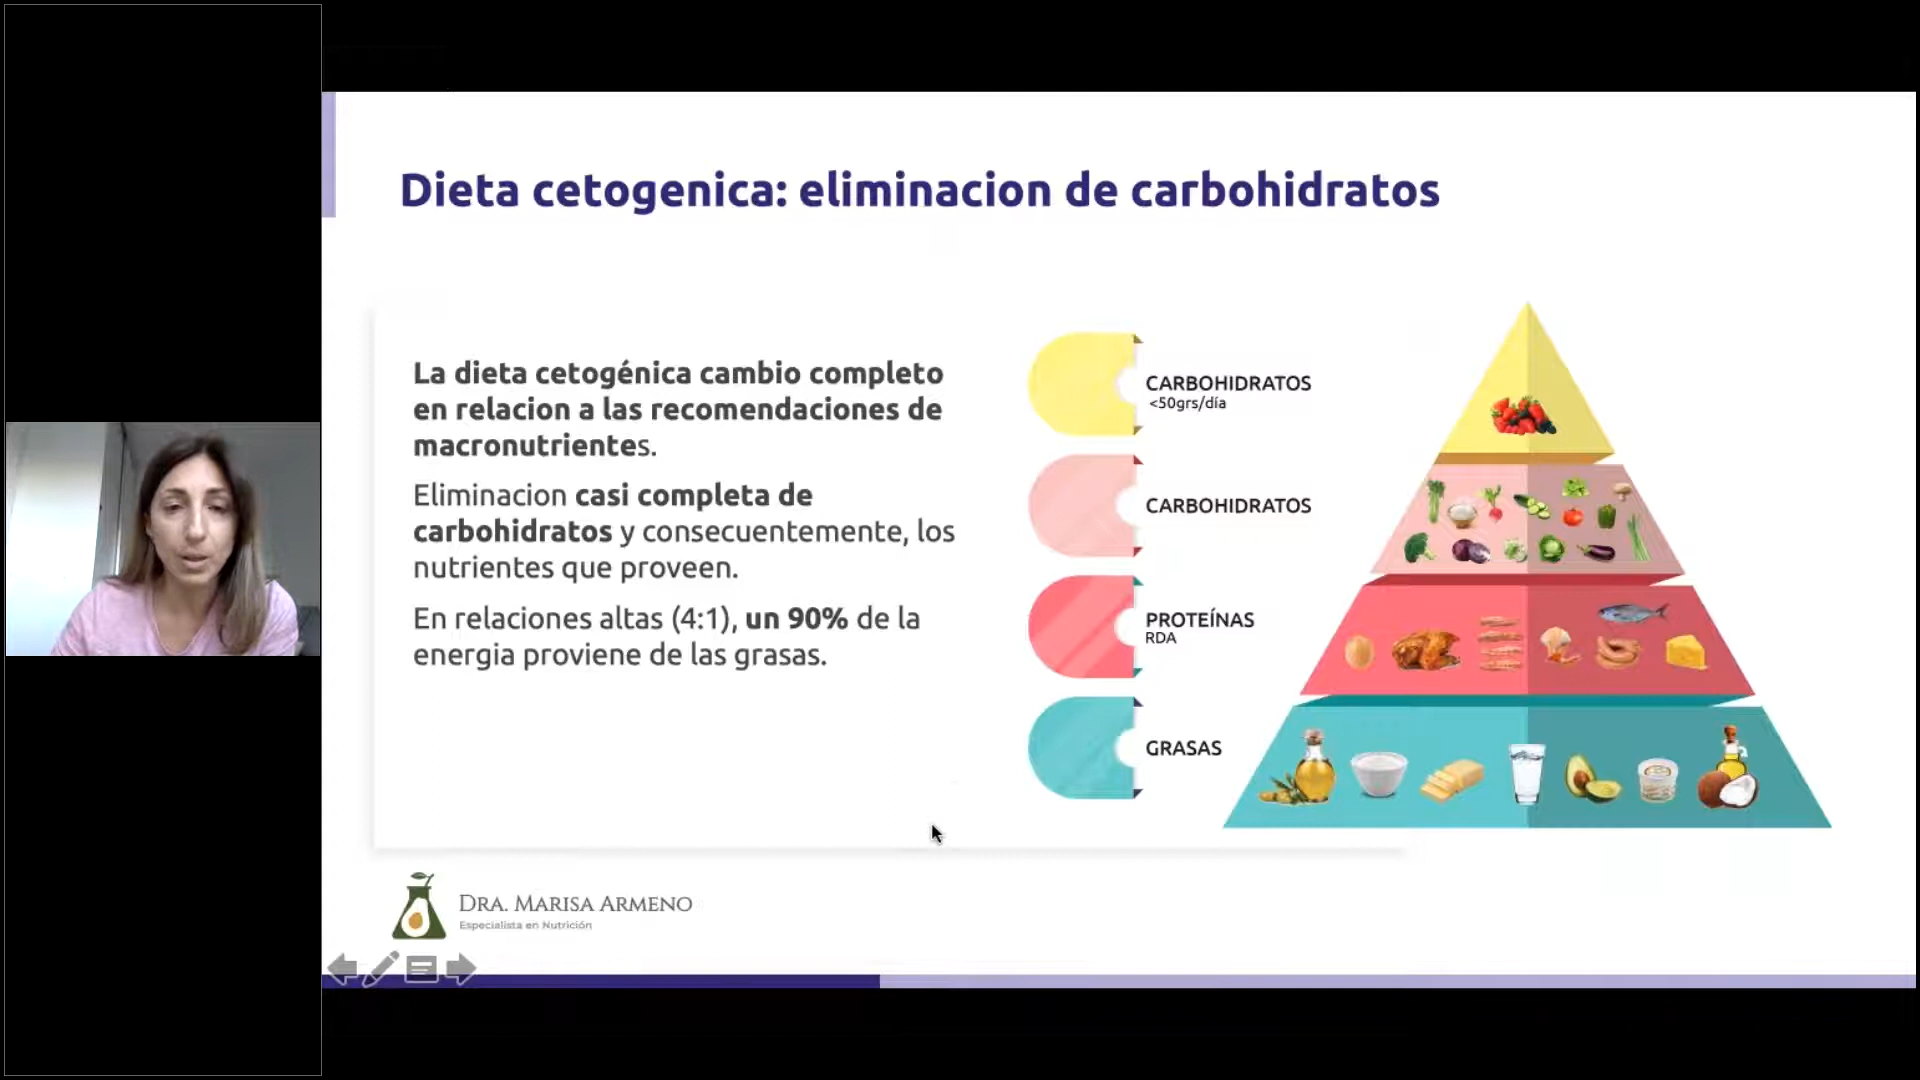 Dieta cetogenica: eliminacion de carbohidratos
La dieta cetogénica cambio completo
en relacion a las recomendaciones de
macronutrientes.
Eliminacion casi completa de
carbohidratos y consecuentemente, los
nutrientes que proveen.
En relaciones altas (4:1), un 90% de la
energia proviene de las grasas.
CARBOHIDRATOS
<50grs/día
CARBOHIDRATOS
PROTEÍNAS
RDA
GRASAS
DRA. MARISA ARMENO
Especialista en Nutrición